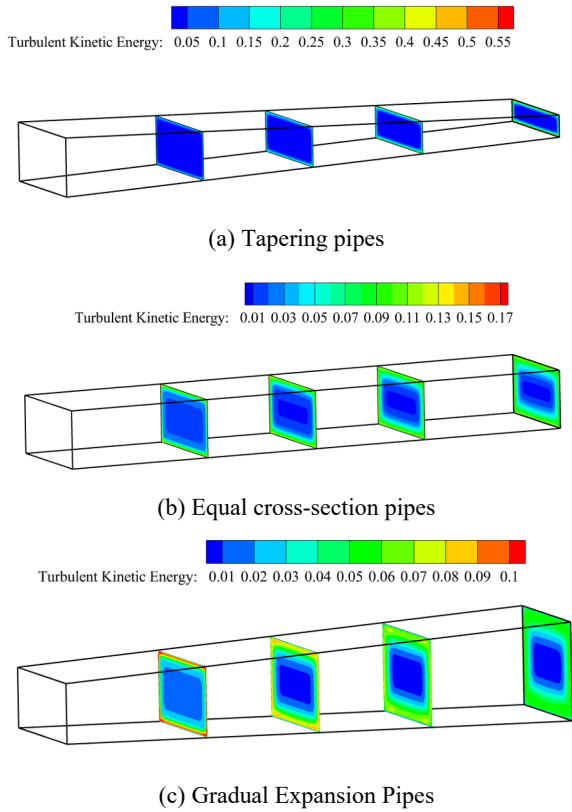 Turbulent Kinetic Energy: 0.05 0.1 0.15 0.2 0.25 0.3 0.35 0.4 0.45 0.5 0.55
(a) Tapering pipes
Turbulent Kinetic Energy: 0.01 0.03 0.05 0.07 0.09 0.11 0.13 0.15 0.17
(b) Equal cross-section pipes
Turbulent Kinetic Energy: 0.01 0.02 0.03 0.04 0.05 0.06 0.07 0.08 0.09 0.1
(c) Gradual Expansion Pipes